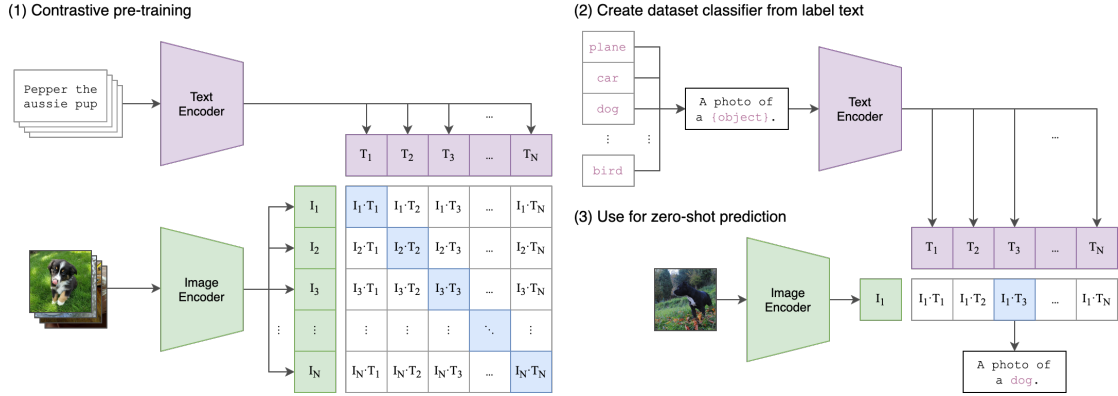 (1) Contrastive pre-training
Pepper the
aussie pup
Text
Encoder
...
T1 T2 T3 ... TN
I1 I1·T1 I1·T2 I1·T3 ... I1·TN
I2 I2·T1 I2·T2 I2·T3 ... I2·TN
I3 I3·T1 I3·T2 I3·T3 ... I3·TN
⋮ ⋮ ⋮ ⋮ ⋮ ⋱ ⋮
IN IN·T1 IN·T2 IN·T3 ... IN·TN
Image
Encoder
(2) Create dataset classifier from label text
plane
car
dog
⋮ ⋮
bird
A photo of
a {object}.
Text
Encoder
...
(3) Use for zero-shot prediction
Image
Encoder
T1 T2 T3 ... TN
I1 I1·T1 I1·T2 I1·T3 ... I1·TN
A photo of
a dog.